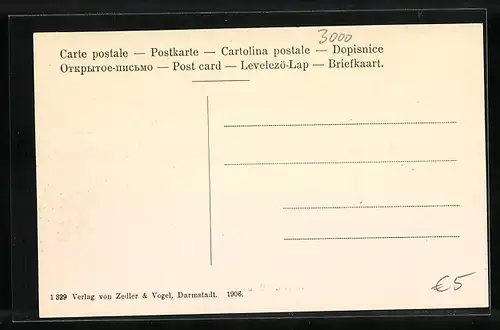 3000
Carte postale — Postkarte — Cartolina postale — Dopisnice
Открытое-письмо — Post card — Levelezö-Lap — Briefkaart.
1 329 Verlag von Zedler & Vogel, Darmstadt. 1906.
€5